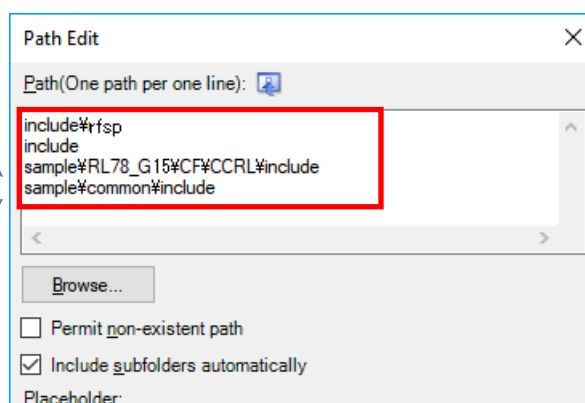 Path Edit
Path(One path per one line):
include¥rfsp
include
sample¥RL78_G15¥CF¥CCRL¥include
sample¥common¥include
Browse...
Permit non-existent path
Include subfolders automatically
Placeholder: